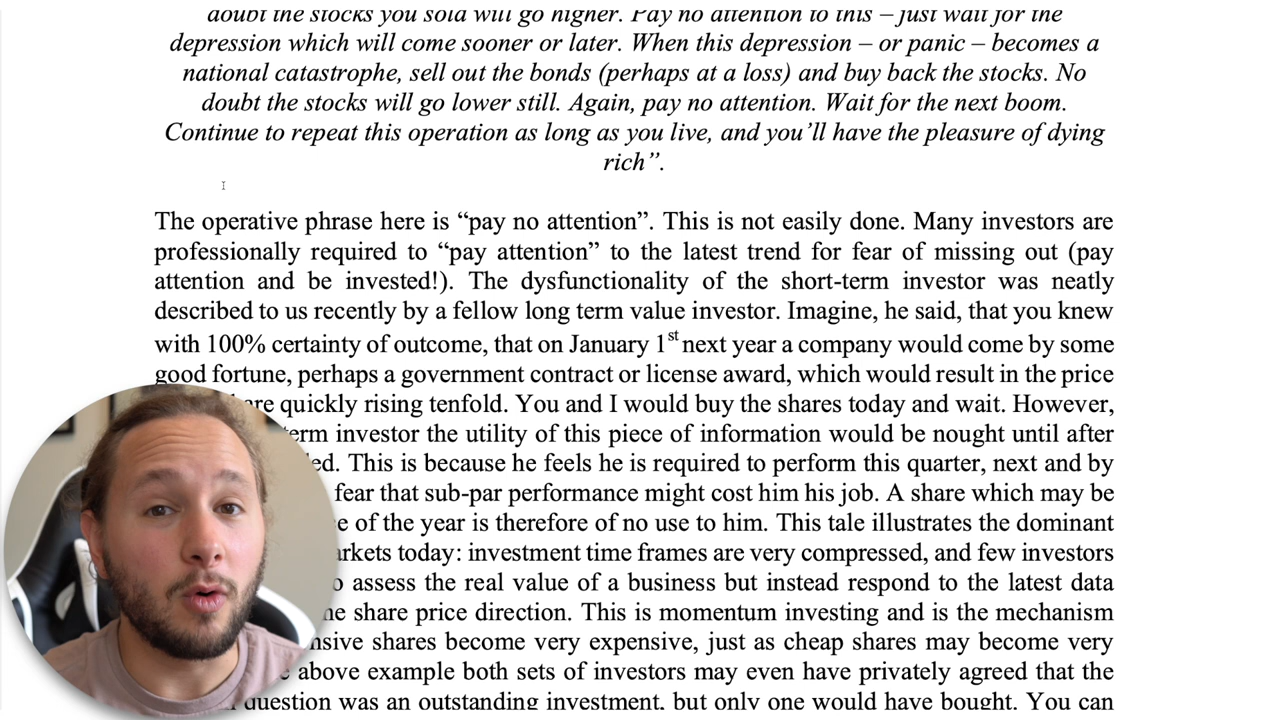 doubt the stocks you sold will go higher. Pay no attention to this – just wait for the
depression which will come sooner or later. When this depression – or panic – becomes a
national catastrophe, sell out the bonds (perhaps at a loss) and buy back the stocks. No
doubt the stocks will go lower still. Again, pay no attention. Wait for the next boom.
Continue to repeat this operation as long as you live, and you’ll have the pleasure of dying
rich”.
The operative phrase here is “pay no attention”. This is not easily done. Many investors are
professionally required to “pay attention” to the latest trend for fear of missing out (pay
attention and be invested!). The dysfunctionality of the short-term investor was neatly
described to us recently by a fellow long term value investor. Imagine, he said, that you knew
with 100% certainty of outcome, that on January 1st next year a company would come by some
good fortune, perhaps a government contract or license award, which would result in the price
quickly rising tenfold. You and I would buy the shares today and wait. However,
term investor the utility of this piece of information would be nought until after
This is because he feels he is required to perform this quarter, next and by
fear that sub-par performance might cost him his job. A share which may be
of the year is therefore of no use to him. This tale illustrates the dominant
today: investment time frames are very compressed, and few investors
assess the real value of a business but instead respond to the latest data
share price direction. This is momentum investing and is the mechanism
shares become very expensive, just as cheap shares may become very
above example both sets of investors may even have privately agreed that the
question was an outstanding investment, but only one would have bought. You can